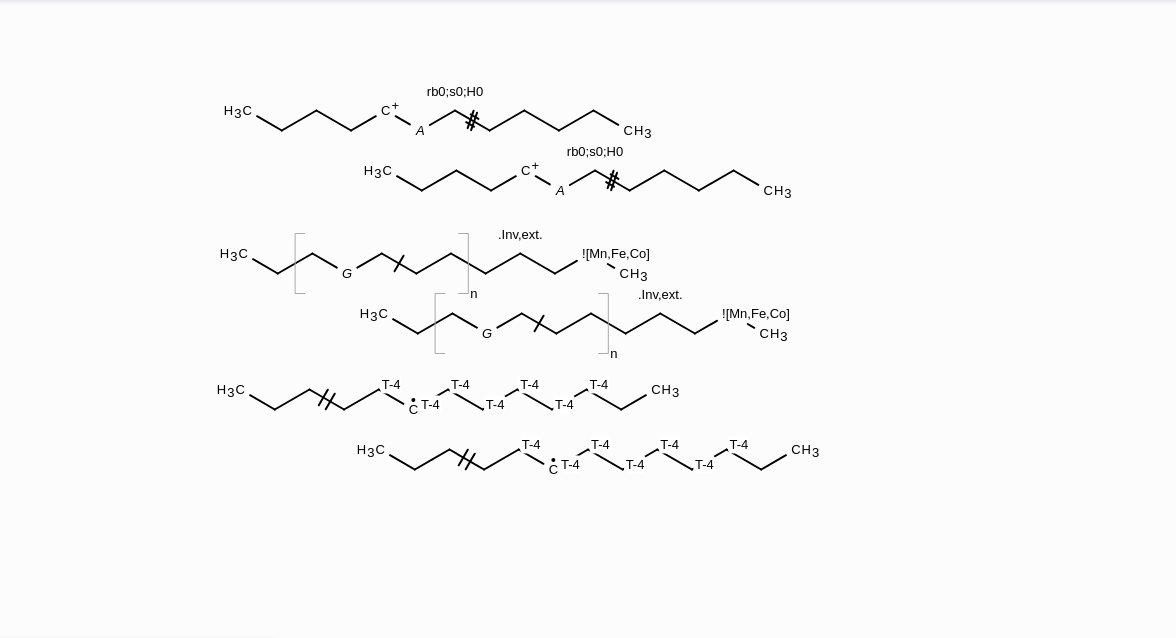 rb0;s0;H0
H3C C+ A CH3
rb0;s0;H0
H3C C+ A CH3
.Inv,ext.
H3C G ![Mn,Fe,Co]
CH3
n .Inv,ext.
H3C G ![Mn,Fe,Co]
CH3
n
H3C T-4 T-4 T-4 T-4 CH3
C T-4 T-4 T-4
H3C T-4 T-4 T-4 T-4 CH3
C T-4 T-4 T-4